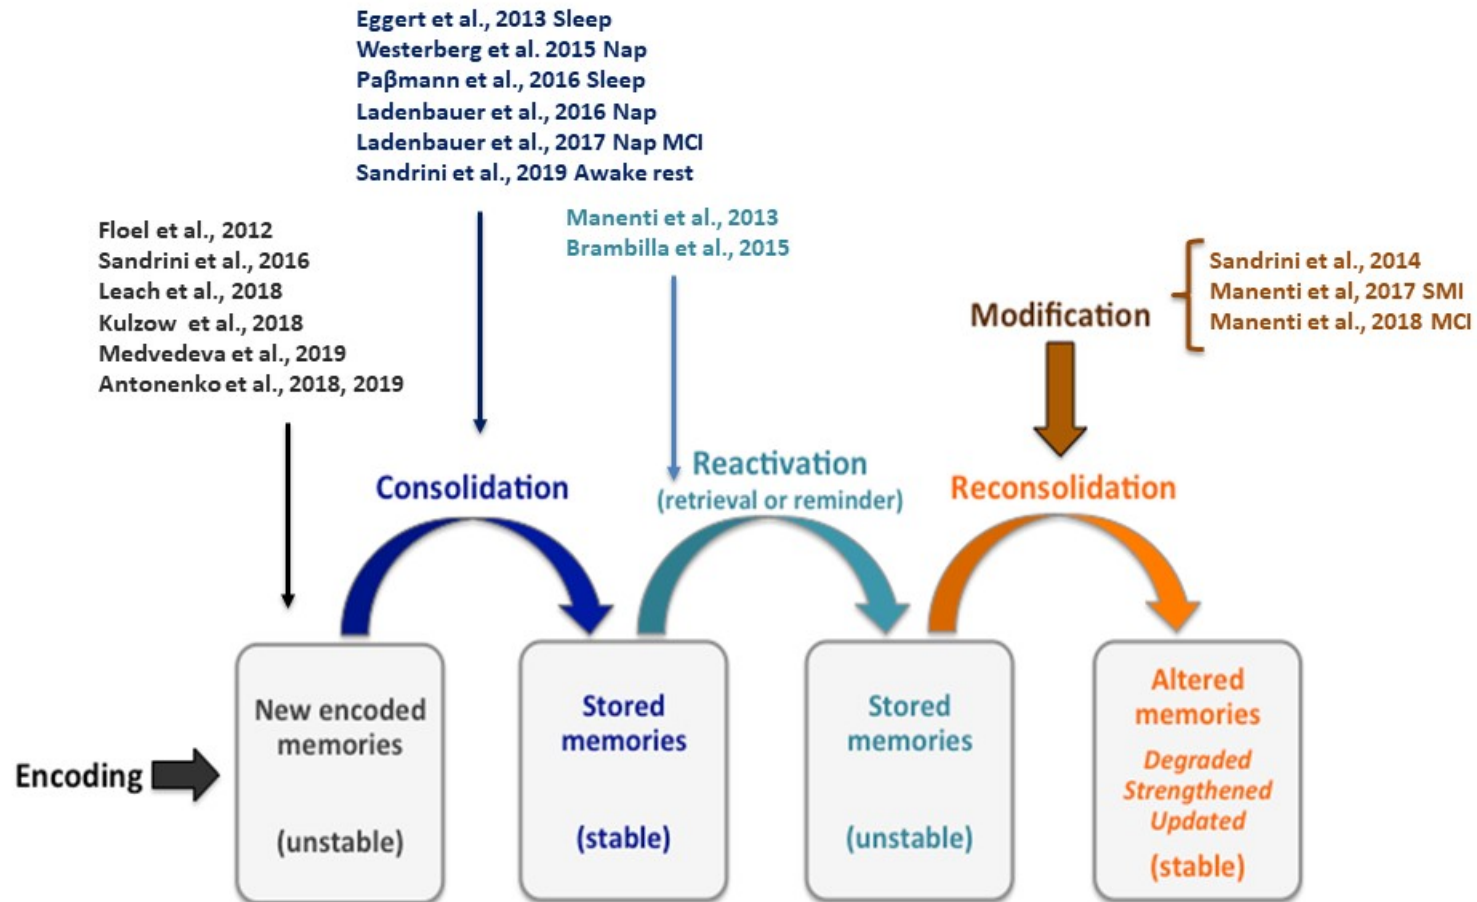 Eggert et al., 2013 Sleep
Westerberg et al. 2015 Nap
Paβmann et al., 2016 Sleep
Ladenbauer et al., 2016 Nap
Ladenbauer et al., 2017 Nap MCI
Sandrini et al., 2019 Awake rest
Floel et al., 2012
Sandrini et al., 2016
Leach et al., 2018
Kulzow et al., 2018
Medvedeva et al., 2019
Antonenko et al., 2018, 2019
Manenti et al., 2013
Brambilla et al., 2015
Modification
Sandrini et al., 2014
Manenti et al, 2017 SMI
Manenti et al., 2018 MCI
Consolidation
Reactivation
(retrieval or reminder)
Reconsolidation
Encoding
New encoded
memories
(unstable)
Stored
memories
(stable)
Stored
memories
(unstable)
Altered
memories
Degraded
Strengthened
Updated
(stable)